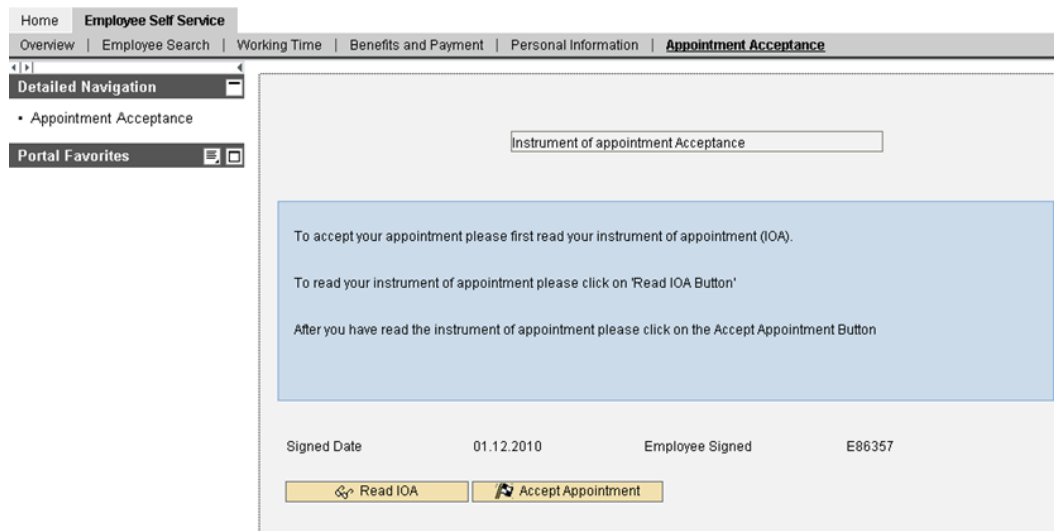 Home Employee Self Service
Overview | Employee Search | Working Time | Benefits and Payment | Personal Information | Appointment Acceptance
Detailed Navigation
• Appointment Acceptance
Portal Favorites
Instrument of appointment Acceptance
To accept your appointment please first read your instrument of appointment (IOA).
To read your instrument of appointment please click on 'Read IOA Button'
After you have read the instrument of appointment please click on the Accept Appointment Button
Signed Date 01.12.2010 Employee Signed E86357
Read IOA Accept Appointment